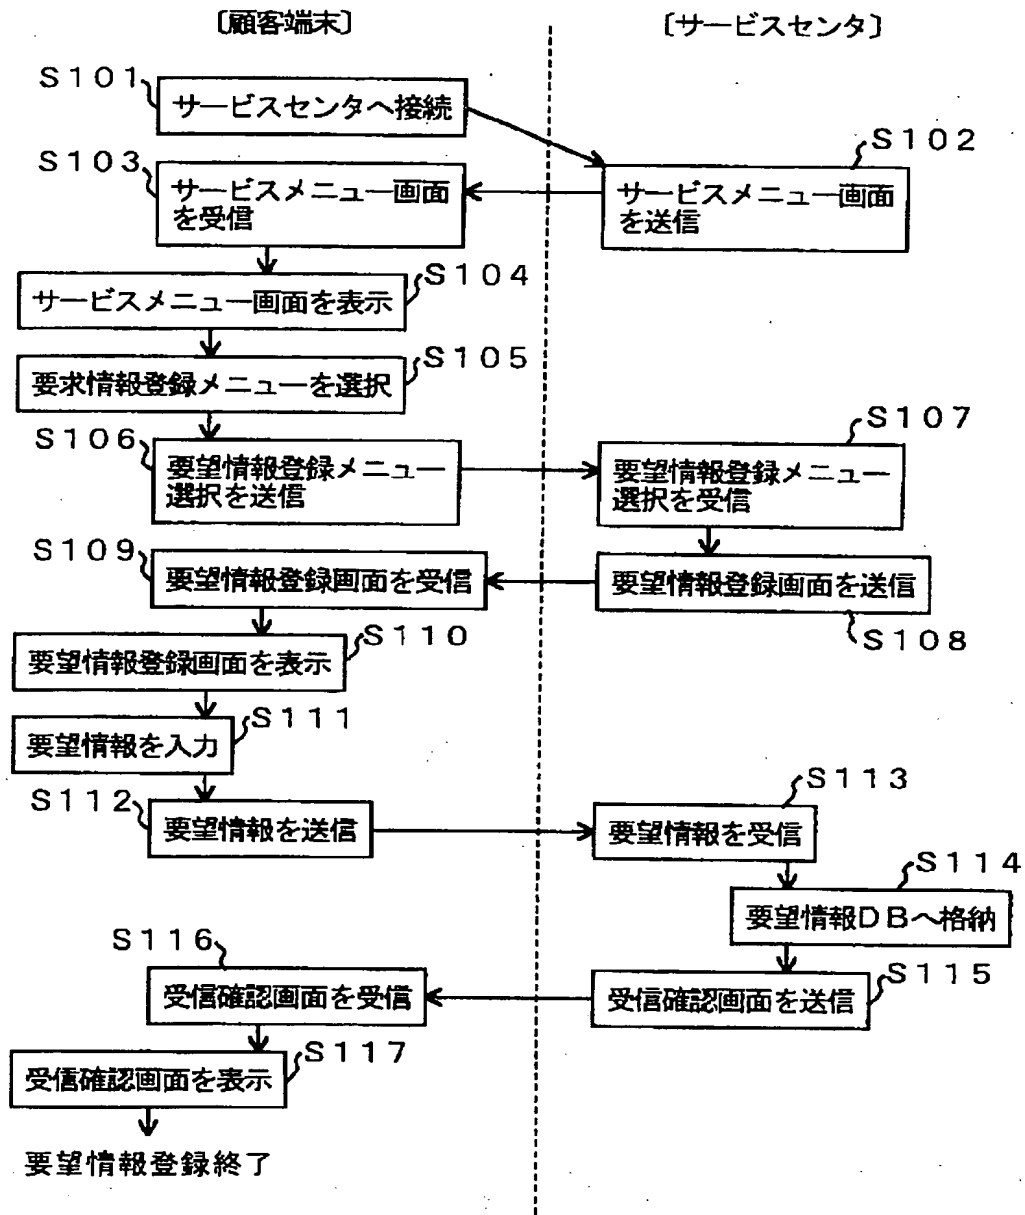 〔顧客端末〕
〔サービスセンタ〕
S101
サービスセンタへ接続
S102
サービスメニュー画面
を送信
S103
サービスメニュー画面
を受信
S104
サービスメニュー画面を表示
S105
要求情報登録メニューを選択
S106
要望情報登録メニュー
選択を送信
S107
要望情報登録メニュー
選択を受信
要望情報登録画面を送信
S108
S109
要望情報登録画面を受信
S110
要望情報登録画面を表示
S111
要望情報を入力
S112
要望情報を送信
S113
要望情報を受信
S114
要望情報DBへ格納
S115
受信確認画面を送信
S116
受信確認画面を受信
S117
受信確認画面を表示
要望情報登録終了